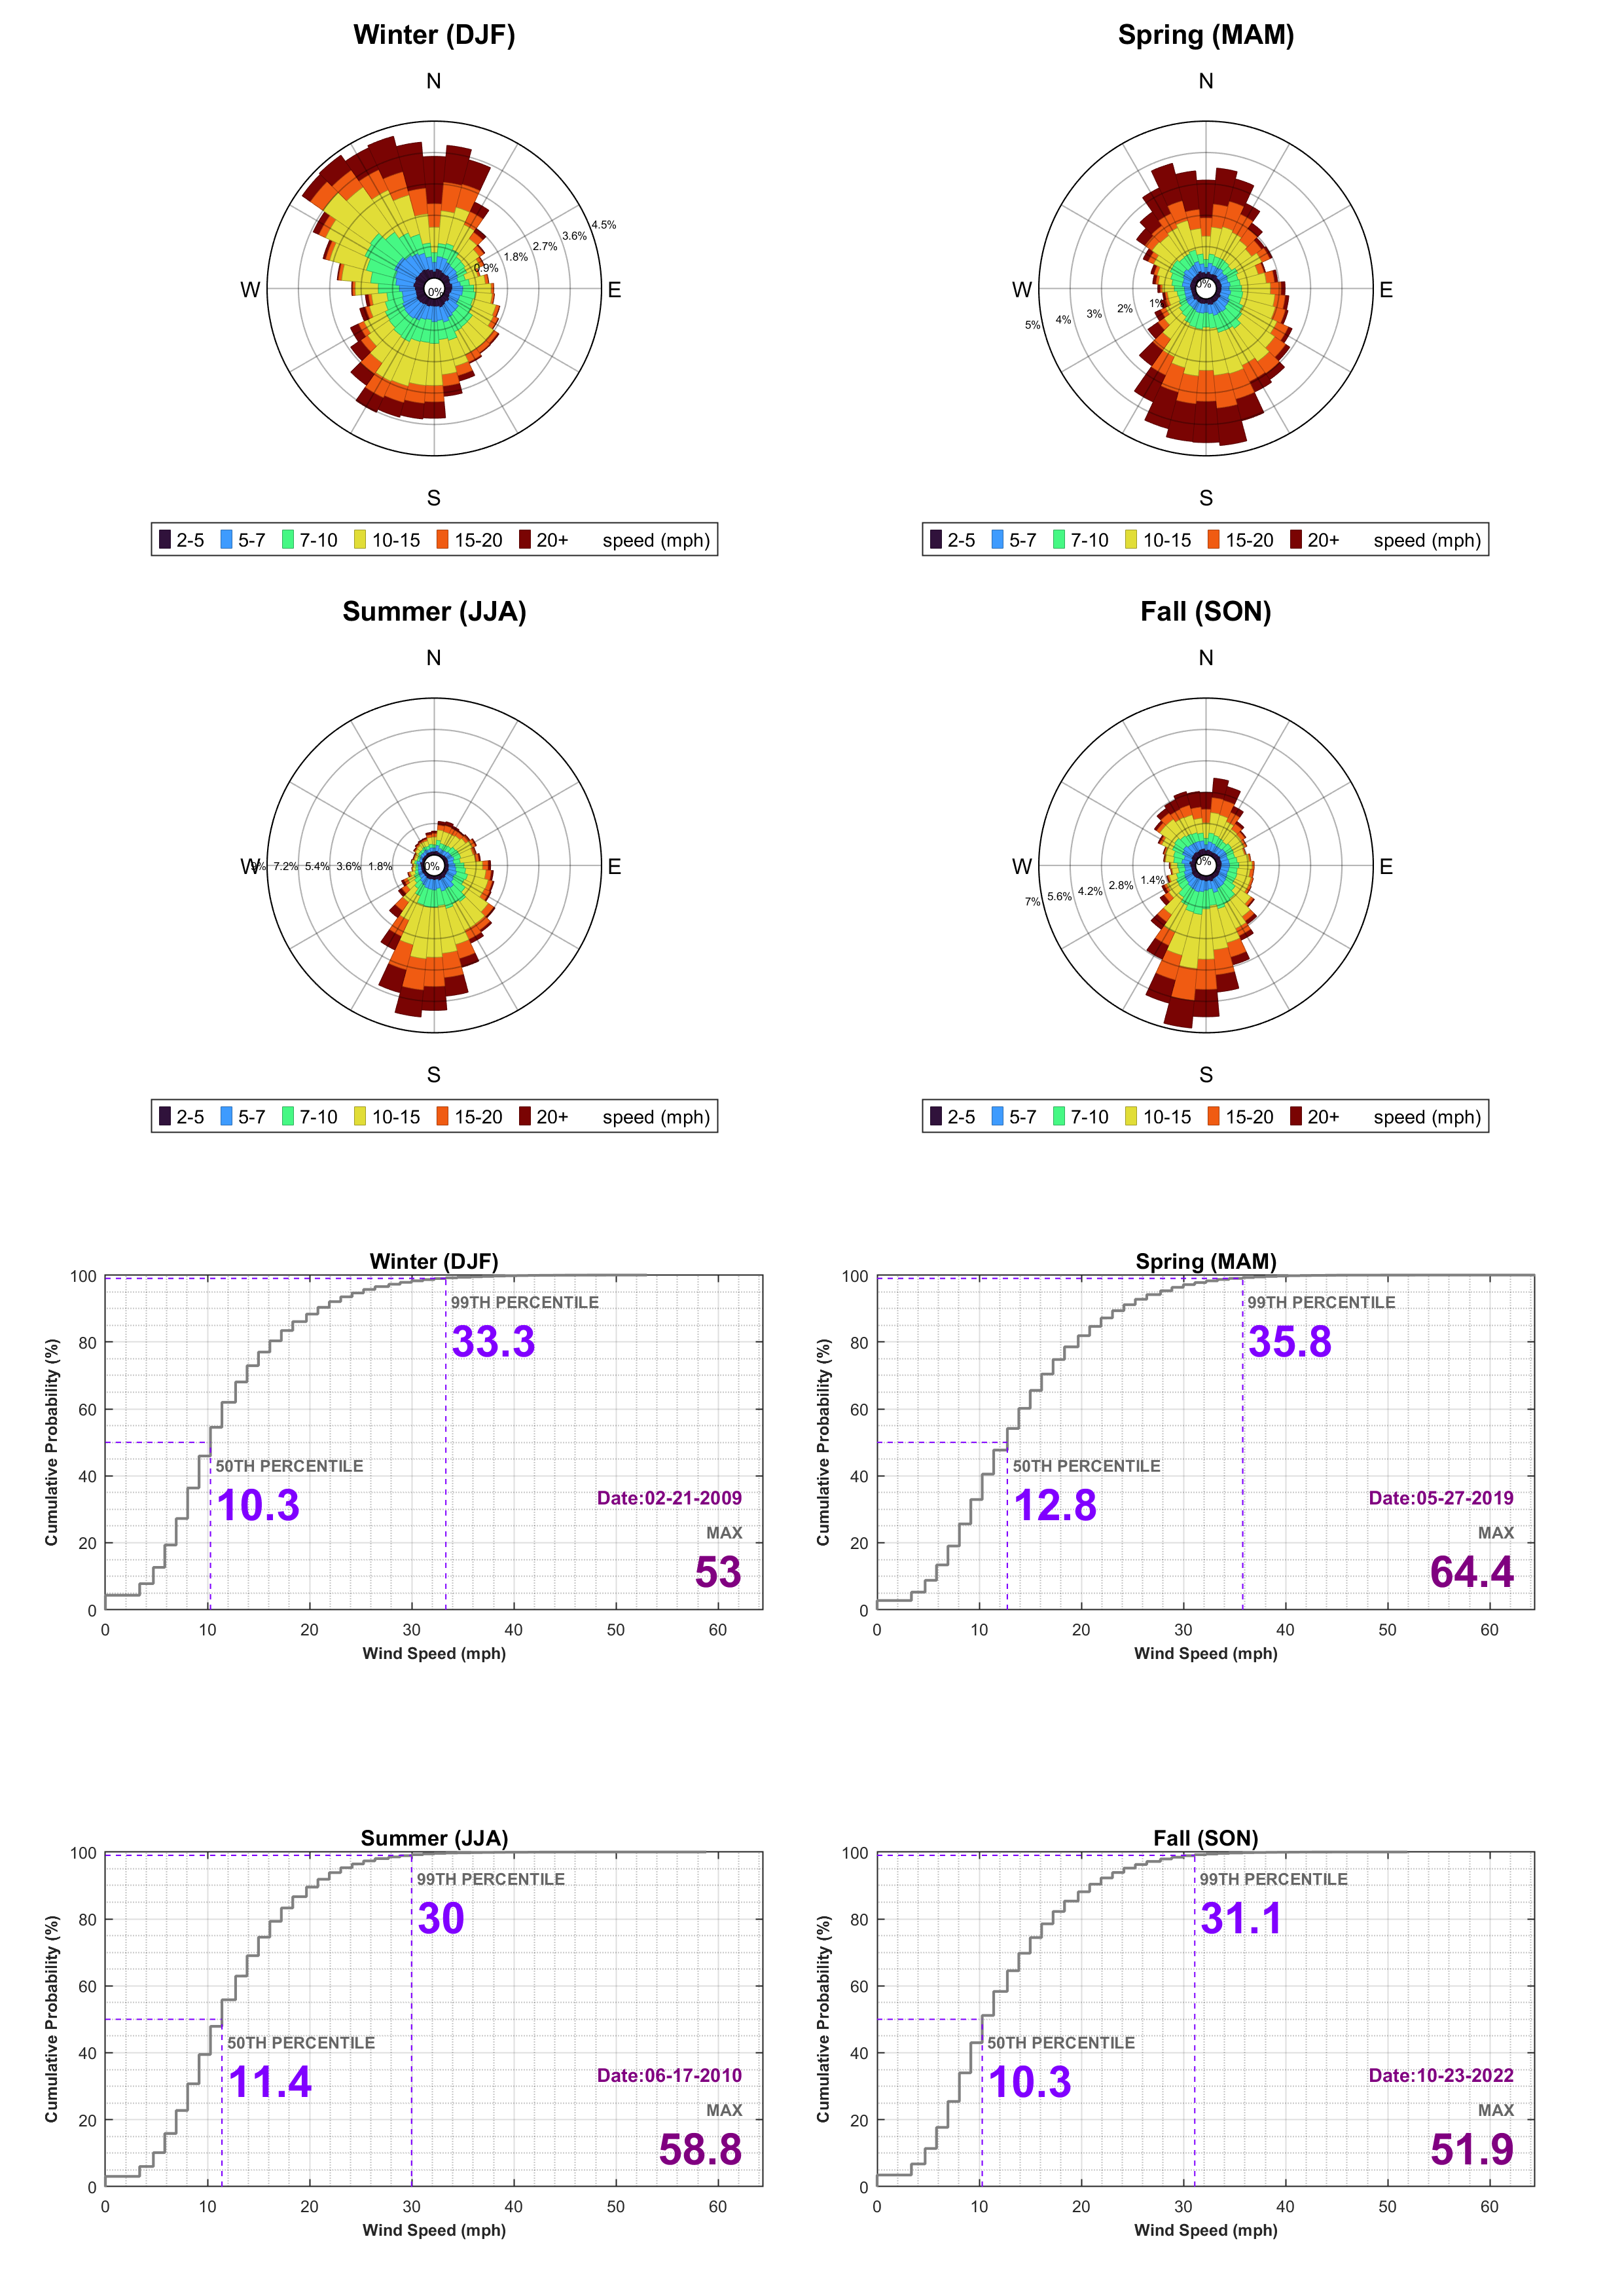 Winter (DJF)
Spring (MAM)
N
N
4.5%
3.6%
2.7%
1.8%
0.9%
0%
W
E
W
E
0%
1%
2%
3%
4%
5%
S
S
2-5 5-7 7-10 10-15 15-20 20+ speed (mph)
2-5 5-7 7-10 10-15 15-20 20+ speed (mph)
Summer (JJA)
Fall (SON)
N
N
W
9% 7.2% 5.4% 3.6% 1.8% 0%
E
W
E
0%
1.4%
2.8%
4.2%
5.6%
7%
S
S
2-5 5-7 7-10 10-15 15-20 20+ speed (mph)
2-5 5-7 7-10 10-15 15-20 20+ speed (mph)
Winter (DJF)
100
80
60
40
20
0
Cumulative Probability (%)
99TH PERCENTILE
33.3
50TH PERCENTILE
10.3
Date:02-21-2009
MAX
53
0 10 20 30 40 50 60
Wind Speed (mph)
Spring (MAM)
100
80
60
40
20
0
Cumulative Probability (%)
99TH PERCENTILE
35.8
50TH PERCENTILE
12.8
Date:05-27-2019
MAX
64.4
0 10 20 30 40 50 60
Wind Speed (mph)
Summer (JJA)
100
80
60
40
20
0
Cumulative Probability (%)
99TH PERCENTILE
30
50TH PERCENTILE
11.4
Date:06-17-2010
MAX
58.8
0 10 20 30 40 50 60
Wind Speed (mph)
Fall (SON)
100
80
60
40
20
0
Cumulative Probability (%)
99TH PERCENTILE
31.1
50TH PERCENTILE
10.3
Date:10-23-2022
MAX
51.9
0 10 20 30 40 50 60
Wind Speed (mph)